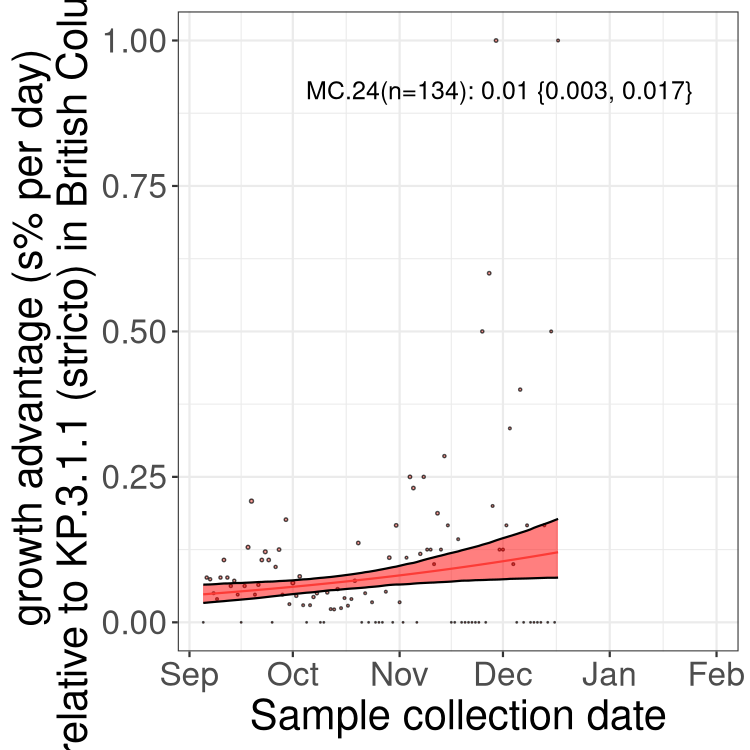 growth advantage (s% per day)
relative to KP.3.1.1 (stricto) in British Colu
1.00
0.75
0.50
0.25
0.00
MC.24(n=134): 0.01 {0.003, 0.017}
Sep Oct Nov Dec Jan Feb
Sample collection date